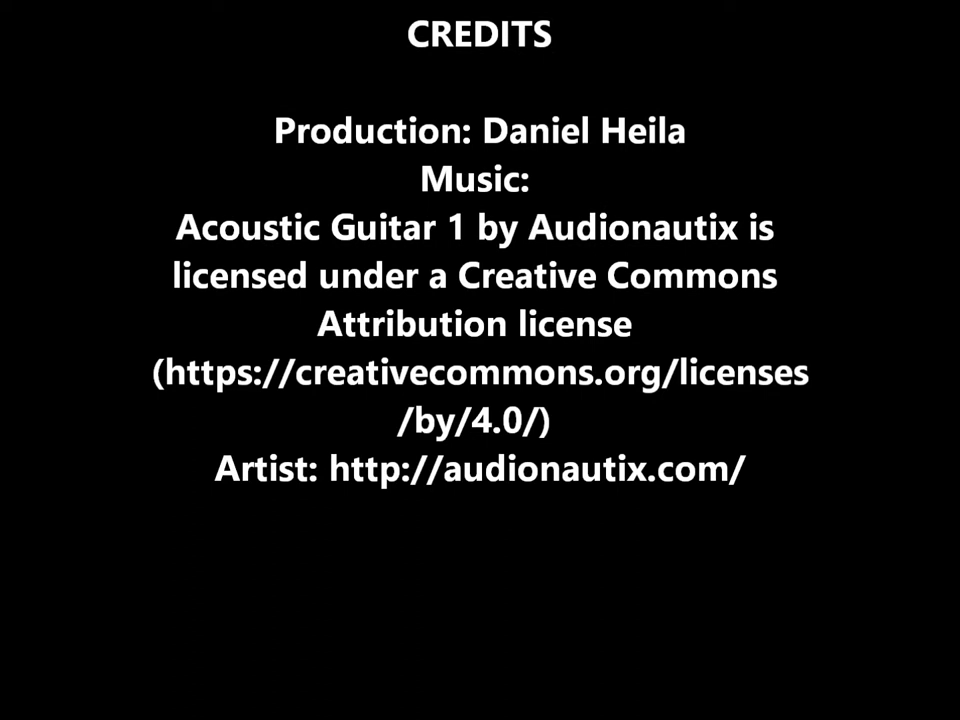 CREDITS
Production: Daniel Heila
Music:
Acoustic Guitar 1 by Audionautix is
licensed under a Creative Commons
Attribution license
(https://creativecommons.org/licenses
/by/4.0/)
Artist: http://audionautix.com/